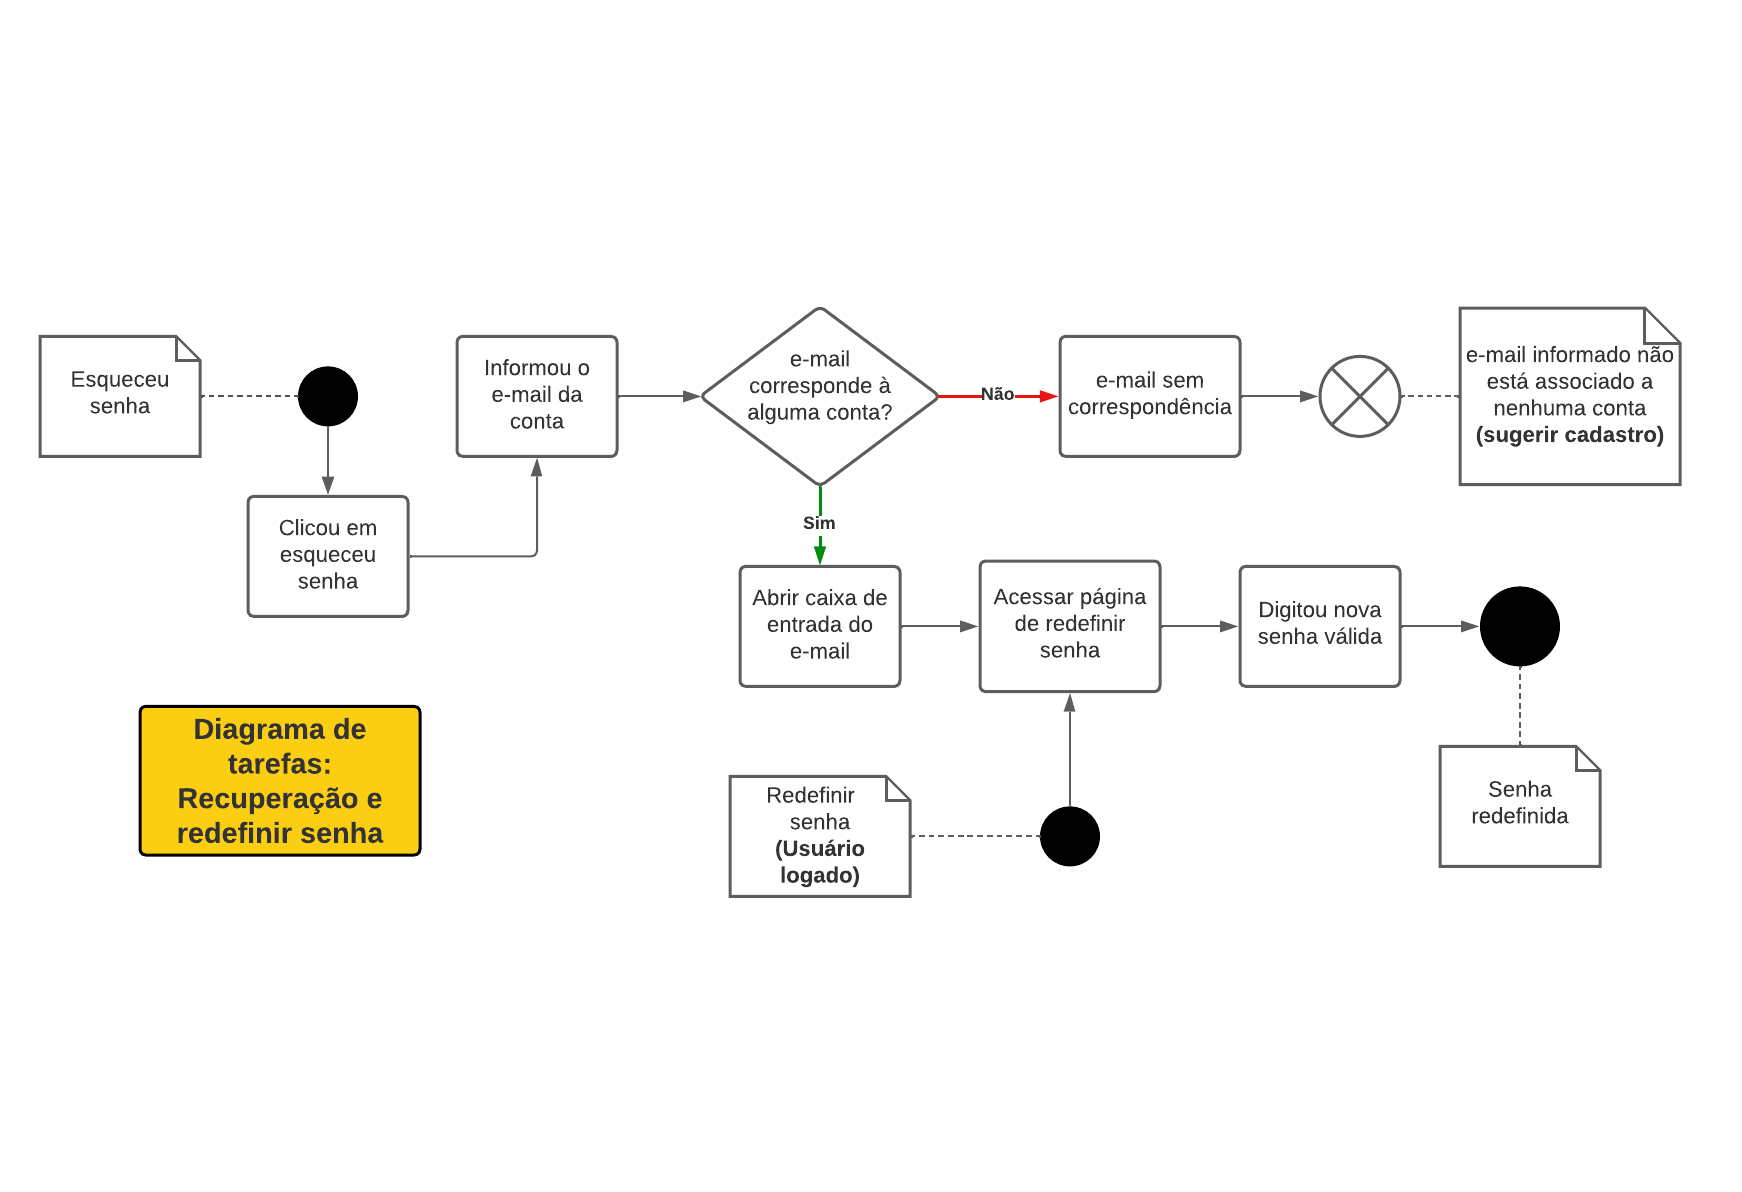 Esqueceu
senha
Clicou em
esqueceu
senha
Informou o
e-mail da
conta
e-mail
corresponde à
alguma conta?
Não
e-mail sem
correspondência
e-mail informado não
está associado a
nenhuma conta
(sugerir cadastro)
Sim
Abrir caixa de
entrada do
e-mail
Acessar página
de redefinir
senha
Digitou nova
senha válida
Diagrama de
tarefas:
Recuperação e
redefinir senha
Redefinir
senha
(Usuário
logado)
Senha
redefinida